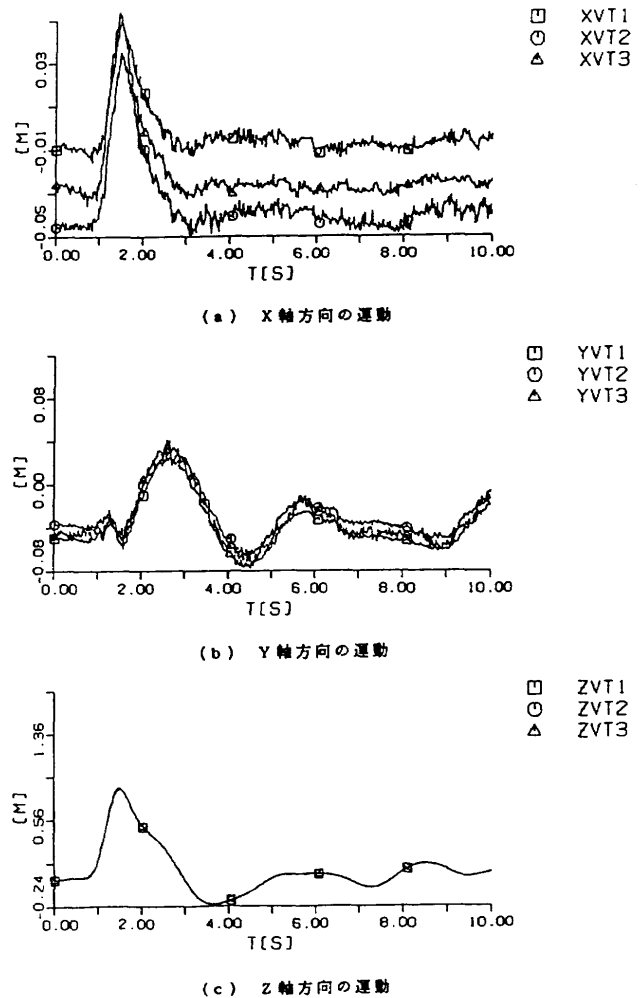 XVT1
XVT2
XVT3
[M]
0.03
-0.01
-0.05
0.00 2.00 4.00 6.00 8.00 10.00
T[S]
(a) X軸方向の運動
YVT1
YVT2
YVT3
[M]
0.08
0.00
-0.08
0.00 2.00 4.00 6.00 8.00 10.00
T[S]
(b) Y軸方向の運動
ZVT1
ZVT2
ZVT3
[M]
1.36
0.56
-0.24
0.00 2.00 4.00 6.00 8.00 10.00
T[S]
(c) Z軸方向の運動